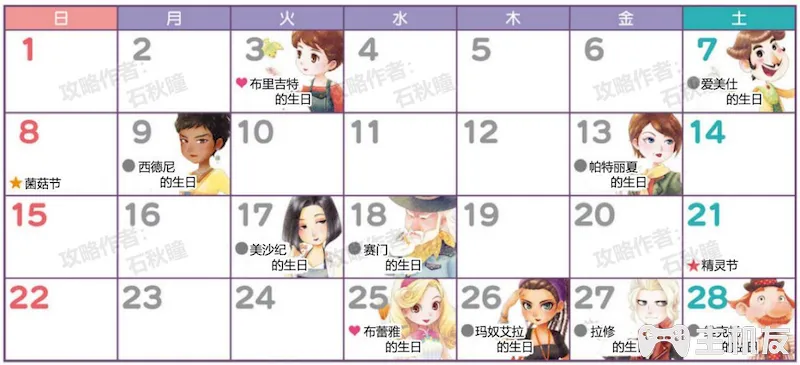 日 月 火 水 木 金 土
1 2 3 4 5 6 7
布里吉特
的生日
爱美仕
的生日
攻略作者:
石秋瞳
攻略作者:
石秋瞳
8 9 10 11 12 13 14
菌菇节
西德尼
的生日
帕特丽夏
的生日
15 16 17 18 19 20 21
美沙纪
的生日
赛门
的生日
精灵节
攻略作者:
石秋瞳
攻略作者:
石秋瞳
22 23 24 25 26 27 28
布蕾雅
的生日
玛奴艾拉
的生日
拉修
的生日
主机友